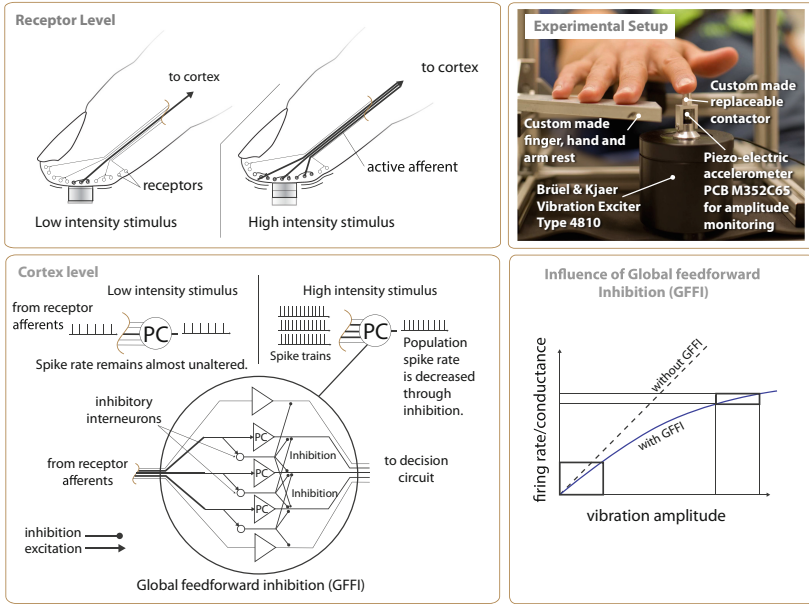 Receptor Level
to cortex
receptors
Low intensity stimulus
to cortex
active afferent
High intensity stimulus
Experimental Setup
Custom made
replaceable
contactor
Custom made
finger, hand and
arm rest
Piezo-electric
accelerometer
PCB M352C65
for amplitude
monitoring
Brüel & Kjaer
Vibration Exciter
Type 4810
Cortex level
Low intensity stimulus
from receptor
afferents
PC
Spike rate remains almost unaltered.
High intensity stimulus
PC
Spike trains
Population
spike rate
is decreased
through
inhibition.
inhibitory
interneurons
PC
Inhibition
from receptor
afferents
PC
to decision
circuit
Inhibition
PC
inhibition
excitation
Global feedforward inhibition (GFFI)
Influence of Global feedforward
Inhibition (GFFI)
firing rate/conductance
without GFFI
with GFFI
vibration amplitude